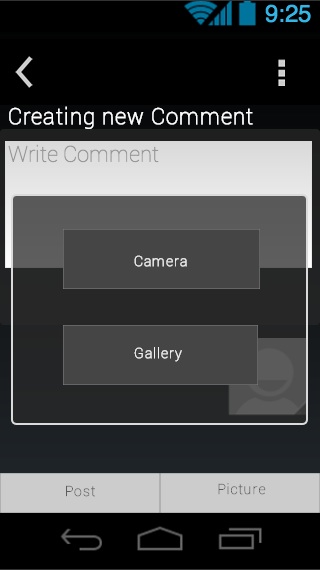 9:25
Creating new Comment
Write Comment
Camera
Gallery
Post
Picture